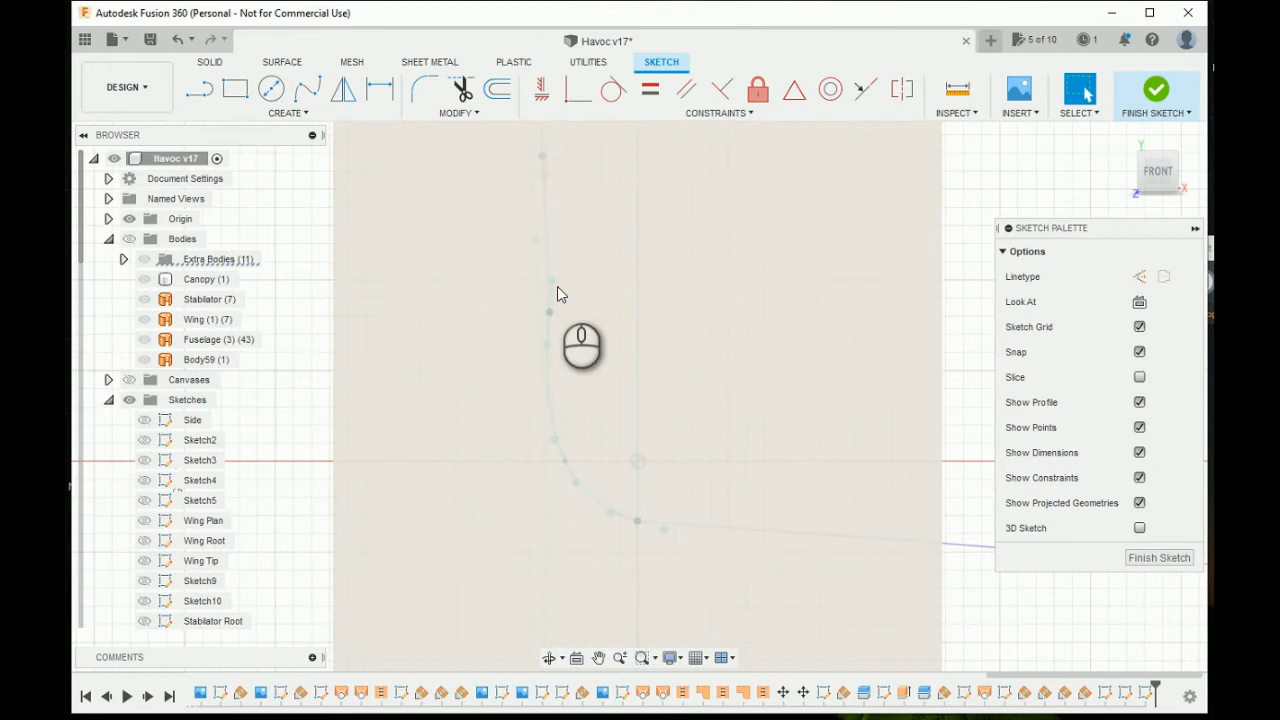 Autodesk Fusion 360 (Personal - Not for Commercial Use)
Havoc v17*
5 of 10
1
DESIGN
SOLID
SURFACE
MESH
SHEET METAL
PLASTIC
UTILITIES
SKETCH
CREATE
MODIFY
CONSTRAINTS
INSPECT
INSERT
SELECT
FINISH SKETCH
BROWSER
Havoc v17
Document Settings
Named Views
Origin
Bodies
Extra Bodies (11)
Canopy (1)
Stabilator (7)
Wing (1) (7)
Fuselage (3) (43)
Body59 (1)
Canvases
Sketches
Side
Sketch2
Sketch3
Sketch4
Sketch5
Wing Plan
Wing Root
Wing Tip
Sketch9
Sketch10
Stabilator Root
COMMENTS
Y
FRONT
X
Z
SKETCH PALETTE
Options
Linetype
Look At
Sketch Grid
Snap
Slice
Show Profile
Show Points
Show Dimensions
Show Constraints
Show Projected Geometries
3D Sketch
Finish Sketch